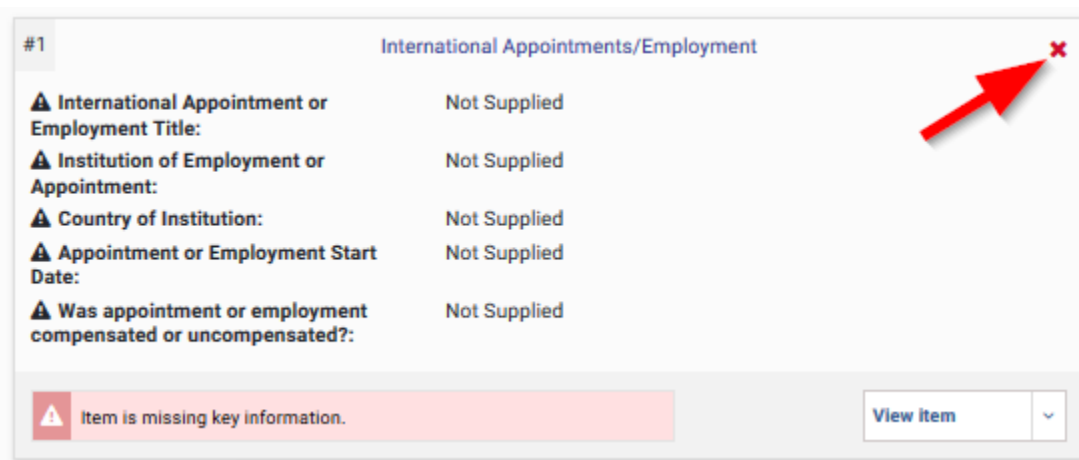 #1
International Appointments/Employment
International Appointment or
Employment Title:
Not Supplied
Institution of Employment or
Appointment:
Not Supplied
Country of Institution:
Not Supplied
Appointment or Employment Start
Date:
Not Supplied
Was appointment or employment
compensated or uncompensated?:
Not Supplied
Item is missing key information.
View item